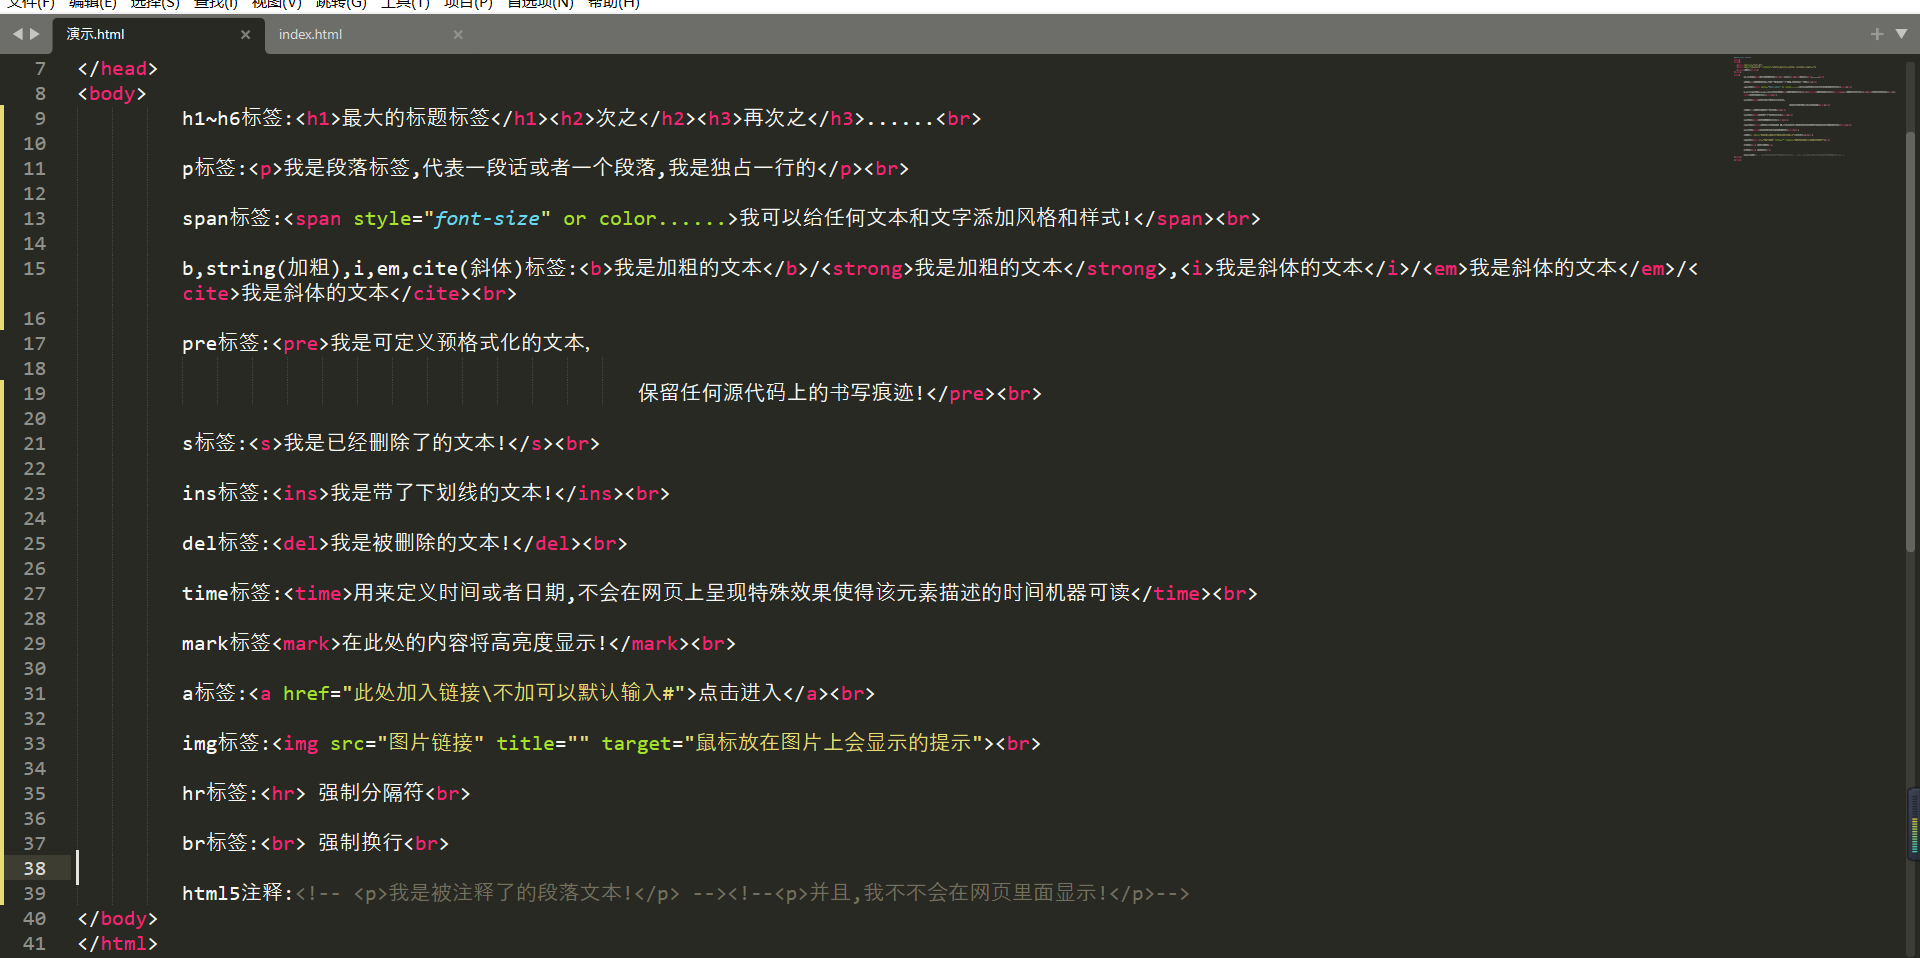 文件(F) 编辑(E) 选择(S) 查找(I) 视图(V) 跳转(G) 工具(T) 项目(P) 首选项(N) 帮助(H)
演示.html × index.html ×
7 </head>
8 <body>
9 h1~h6标签:<h1>最大的标题标签</h1><h2>次之</h2><h3>再次之</h3>......<br>
10
11 p标签:<p>我是段落标签,代表一段话或者一个段落,我是独占一行的</p><br>
12
13 span标签:<span style="font-size" or color......>我可以给任何文本和文字添加风格和样式!</span><br>
14
15 b,string(加粗),i,em,cite(斜体)标签:<b>我是加粗的文本</b>/<strong>我是加粗的文本</strong>,<i>我是斜体的文本</i>/<em>我是斜体的文本</em>/<
cite>我是斜体的文本</cite><br>
16
17 pre标签:<pre>我是可定义预格式化的文本,
18
19 保留任何源代码上的书写痕迹!</pre><br>
20
21 s标签:<s>我是已经删除了的文本!</s><br>
22
23 ins标签:<ins>我是带了下划线的文本!</ins><br>
24
25 del标签:<del>我是被删除的文本!</del><br>
26
27 time标签:<time>用来定义时间或者日期,不会在网页上呈现特殊效果使得该元素描述的时间机器可读</time><br>
28
29 mark标签<mark>在此处的内容将高亮度显示!</mark><br>
30
31 a标签:<a href="此处加入链接\不加可以默认输入#">点击进入</a><br>
32
33 img标签:<img src="图片链接" title="" target="鼠标放在图片上会显示的提示"><br>
34
35 hr标签:<hr> 强制分隔符<br>
36
37 br标签:<br> 强制换行<br>
38
39 html5注释:<!-- <p>我是被注释了的段落文本!</p> --><!--<p>并且,我不不会在网页里面显示!</p>-->
40 </body>
41 </html>